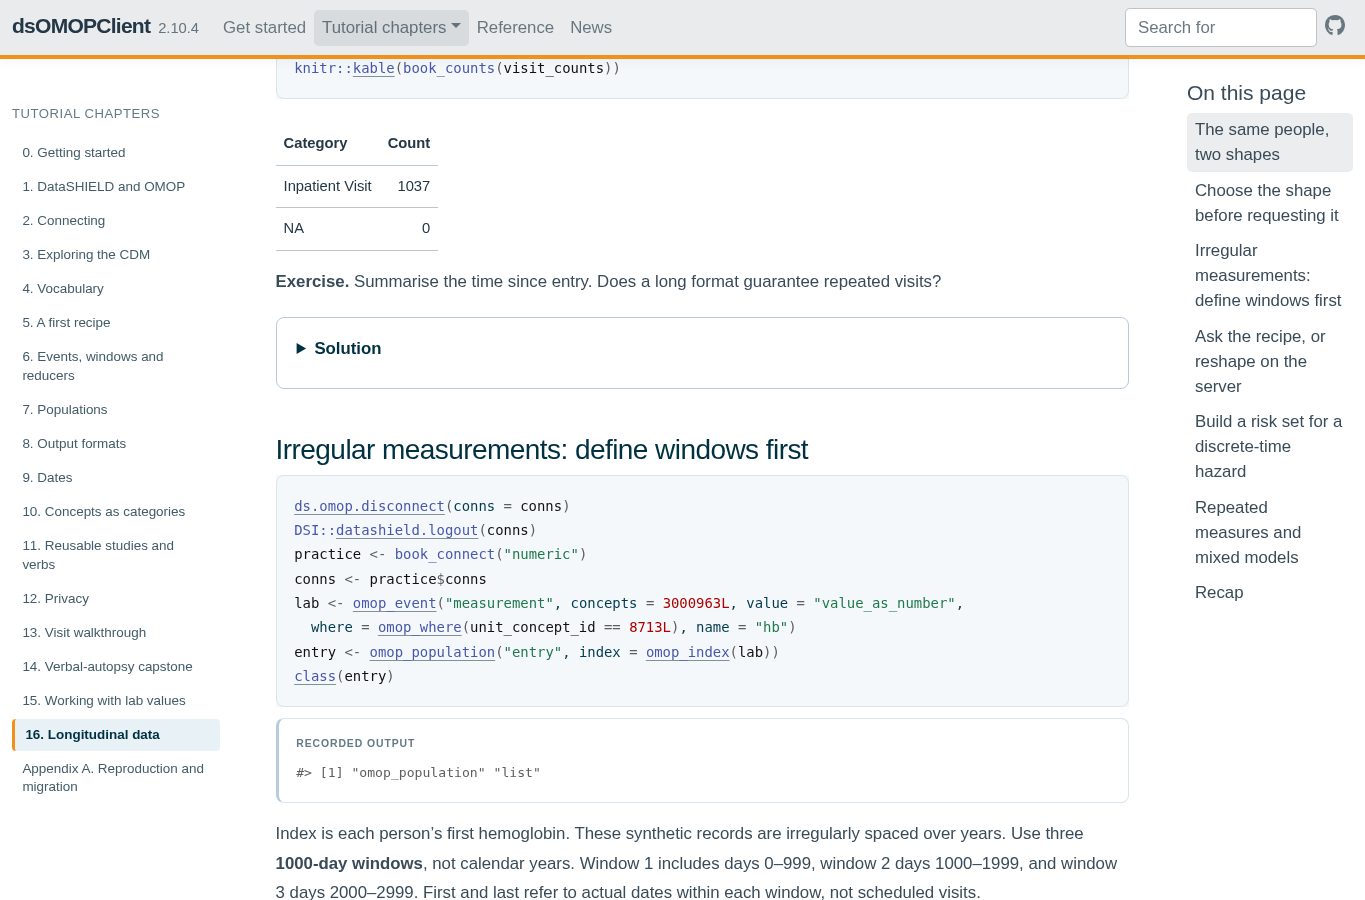 dsOMOPClient 2.10.4 Get started Tutorial chapters Reference News Search for
TUTORIAL CHAPTERS
0. Getting started
1. DataSHIELD and OMOP
2. Connecting
3. Exploring the CDM
4. Vocabulary
5. A first recipe
6. Events, windows and
reducers
7. Populations
8. Output formats
9. Dates
10. Concepts as categories
11. Reusable studies and
verbs
12. Privacy
13. Visit walkthrough
14. Verbal-autopsy capstone
15. Working with lab values
16. Longitudinal data
Appendix A. Reproduction and
migration
knitr::kable(book_counts(visit_counts))
Category Count
Inpatient Visit 1037
NA 0
Exercise. Summarise the time since entry. Does a long format guarantee repeated visits?
Solution
Irregular measurements: define windows first
ds.omop.disconnect(conns = conns)
DSI::datashield.logout(conns)
practice <- book_connect("numeric")
conns <- practice$conns
lab <- omop_event("measurement", concepts = 3000963L, value = "value_as_number",
  where = omop_where(unit_concept_id == 8713L), name = "hb")
entry <- omop_population("entry", index = omop_index(lab))
class(entry)
RECORDED OUTPUT
#> [1] "omop_population" "list"
Index is each person’s first hemoglobin. These synthetic records are irregularly spaced over years. Use three
1000-day windows, not calendar years. Window 1 includes days 0–999, window 2 days 1000–1999, and window
3 days 2000–2999. First and last refer to actual dates within each window, not scheduled visits.
On this page
The same people,
two shapes
Choose the shape
before requesting it
Irregular
measurements:
define windows first
Ask the recipe, or
reshape on the
server
Build a risk set for a
discrete-time
hazard
Repeated
measures and
mixed models
Recap